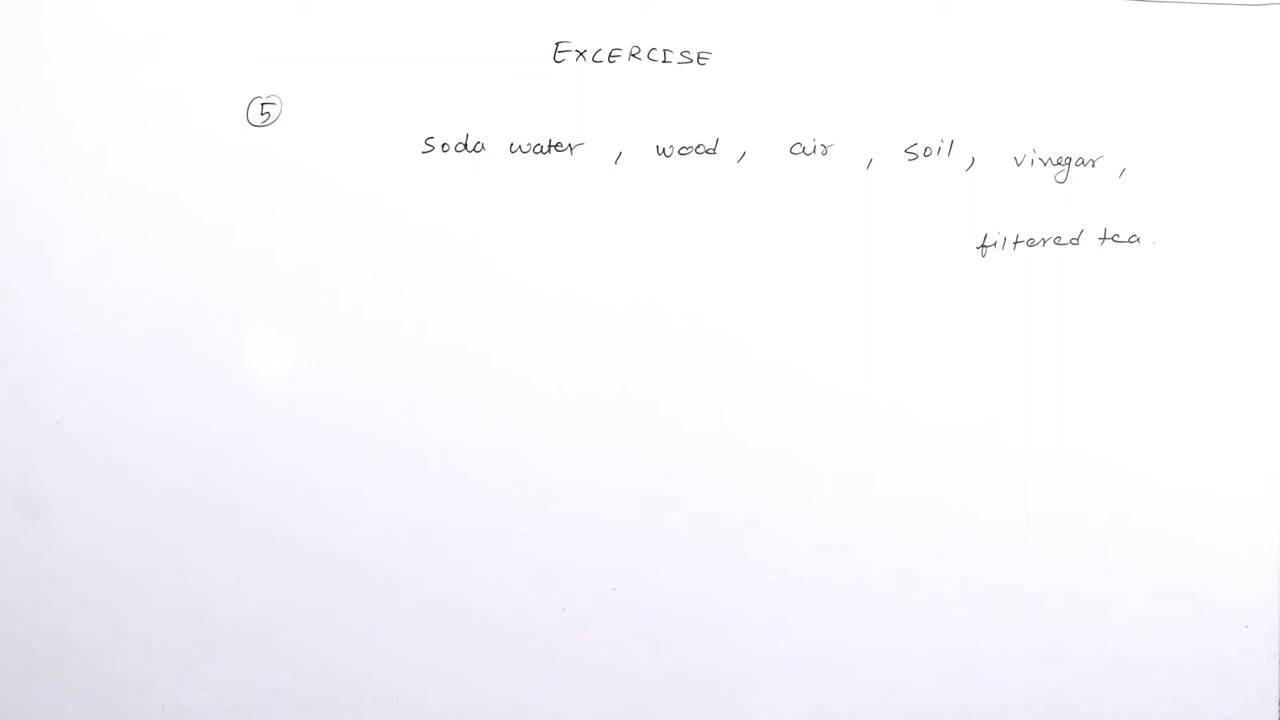 EXCERCISE
5
soda water, wood, air, soil, vinegar,
filtered tea.